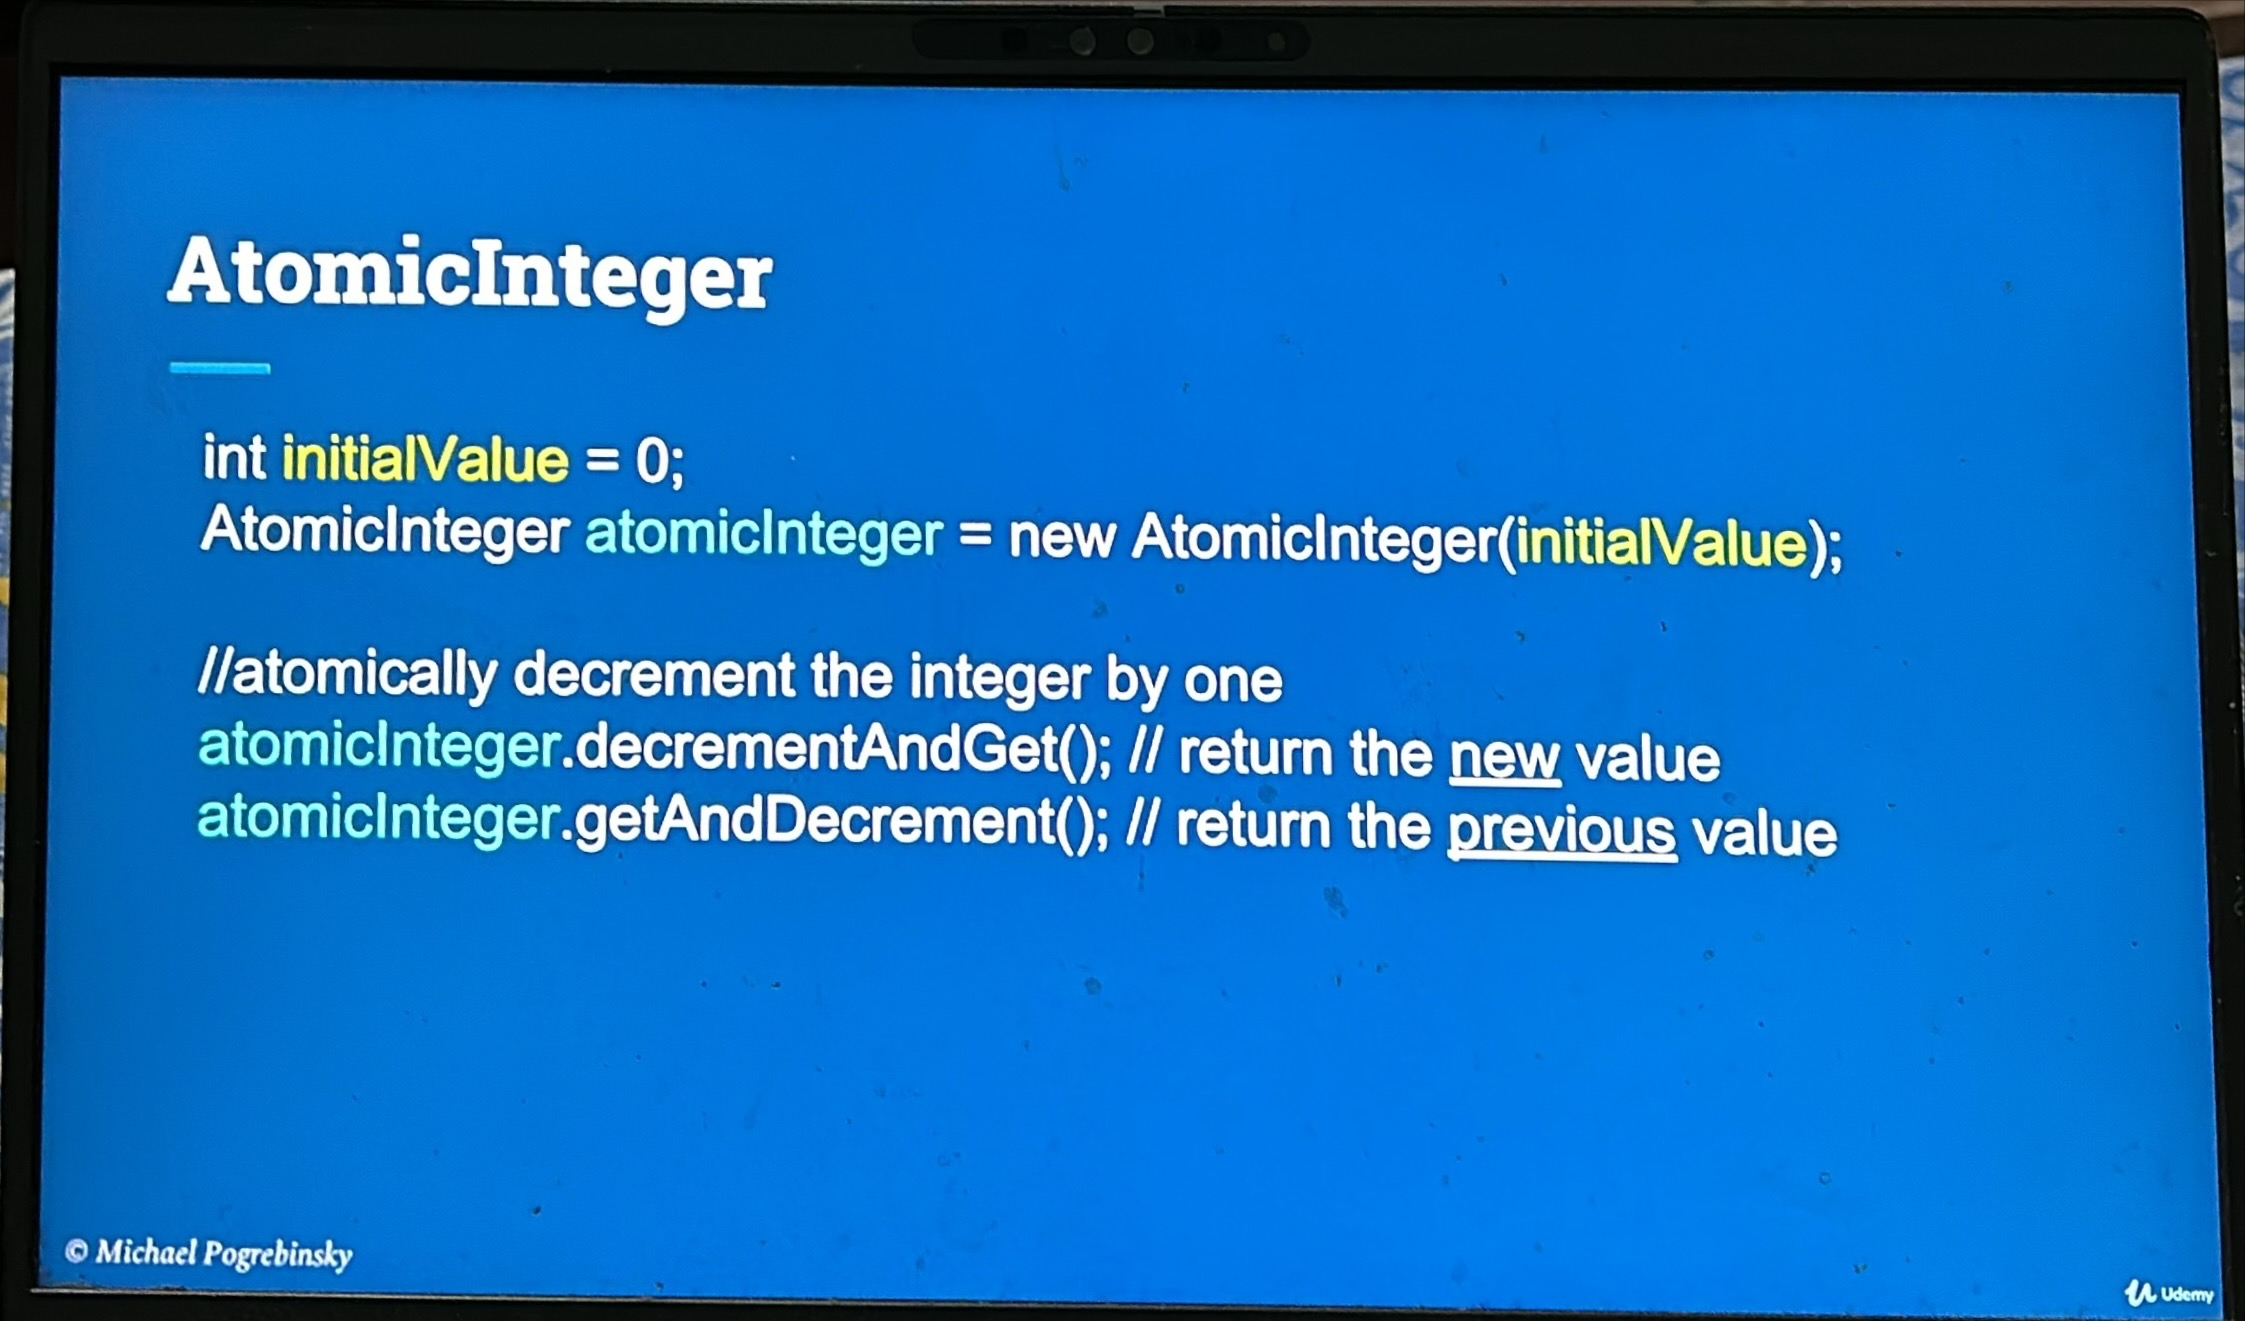 AtomicInteger
int initialValue = 0;
AtomicInteger atomicInteger = new AtomicInteger(initialValue);
//atomically decrement the integer by one
atomicInteger.decrementAndGet(); // return the new value
atomicInteger.getAndDecrement(); // return the previous value
© Michael Pogrebinsky
Udemy